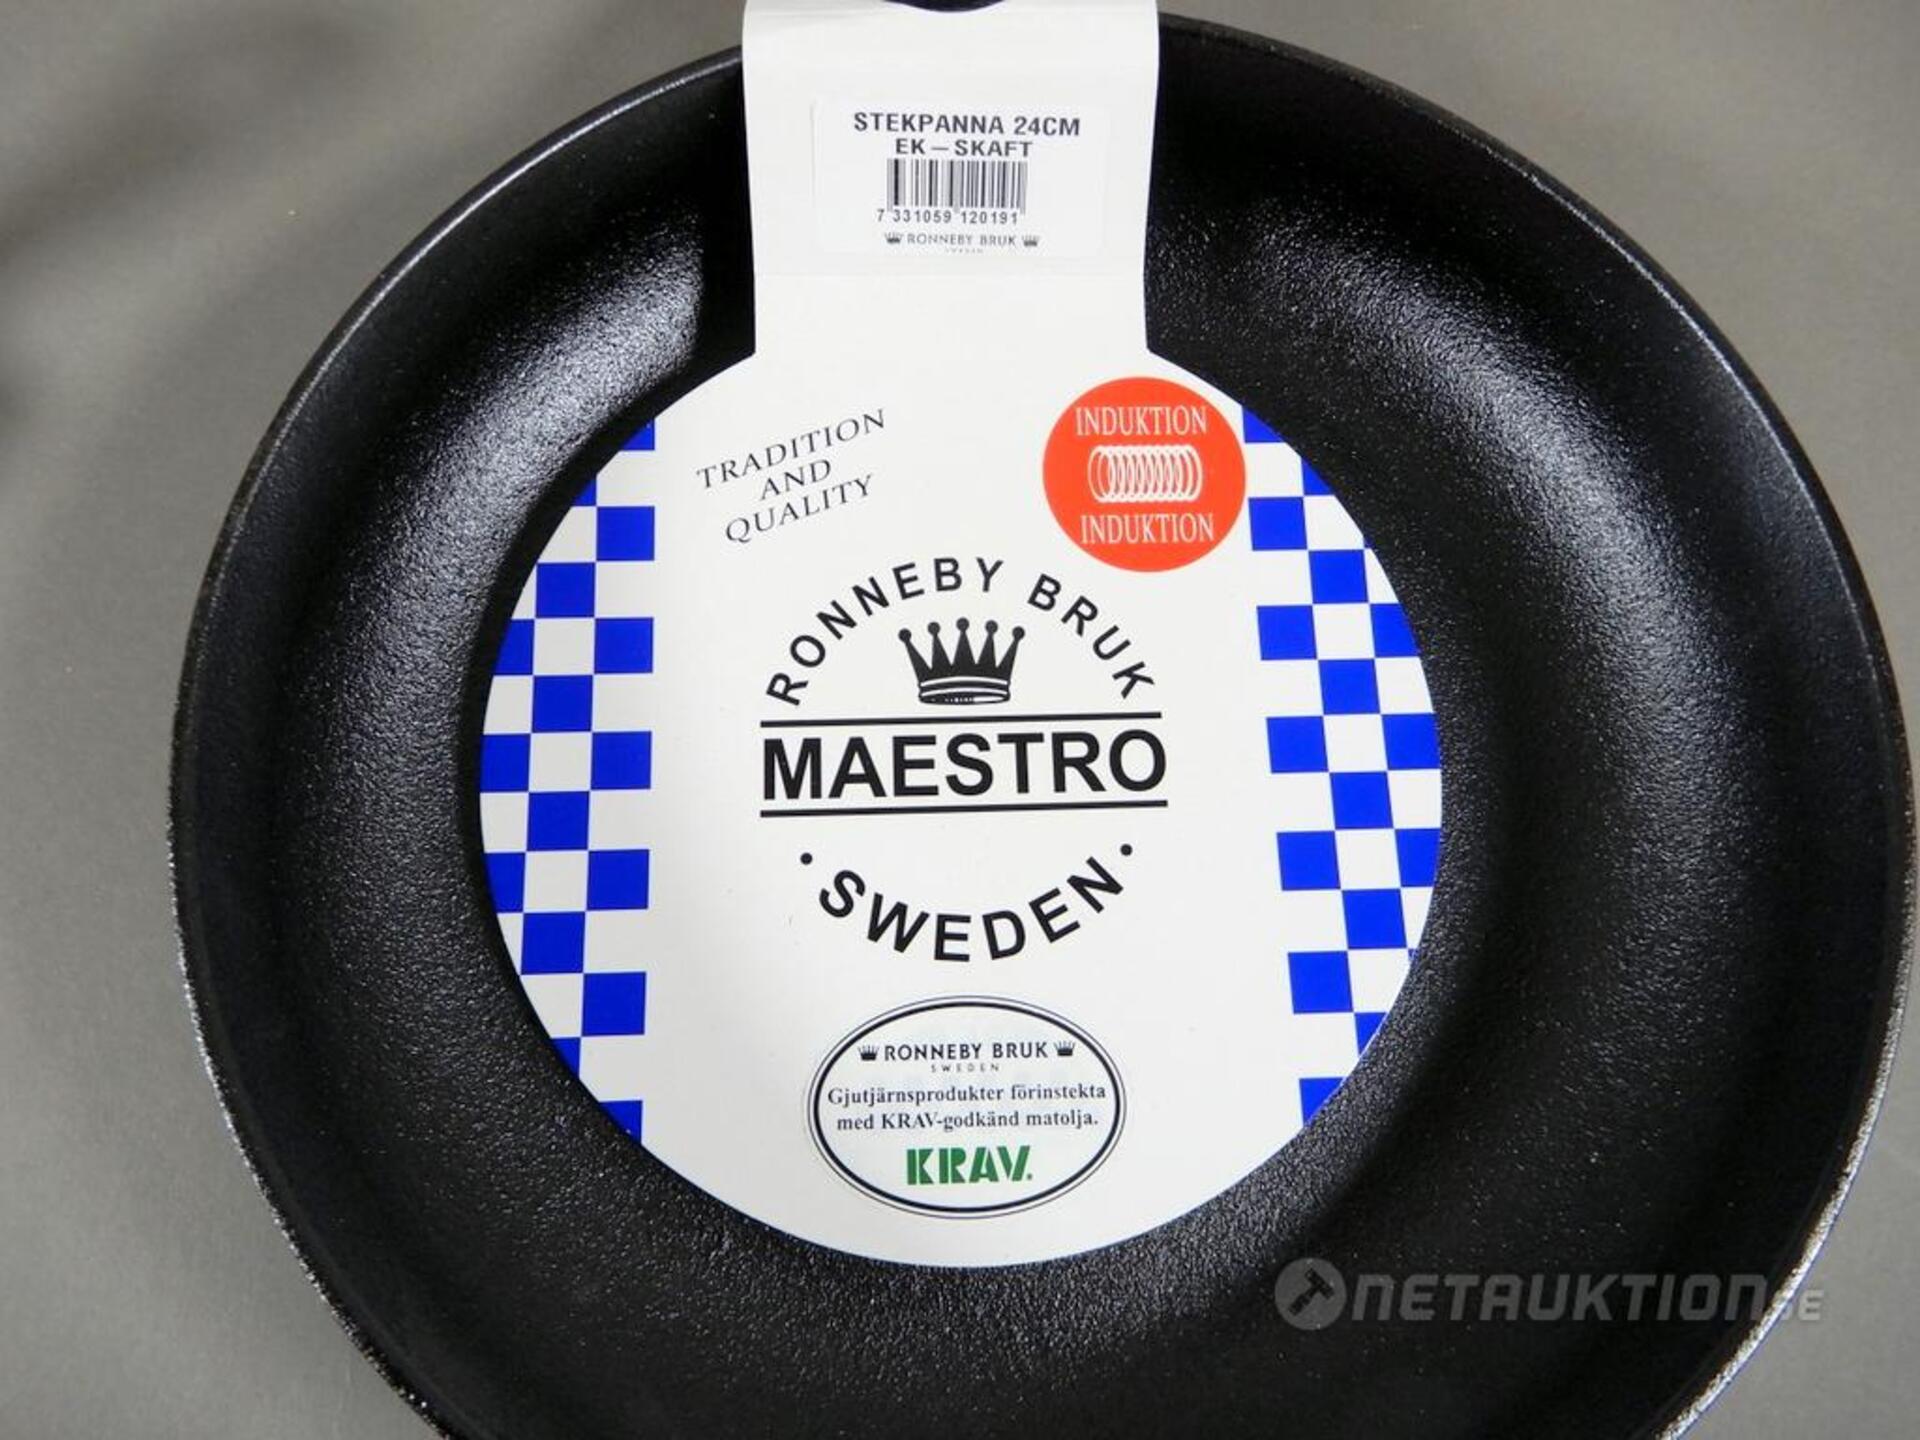 STEKPANNA 24CM
EK – SKAFT
7 331059 120191
RONNEBY BRUK
SWEDEN
TRADITION
AND
QUALITY
INDUKTION
INDUKTION
RONNEBY BRUK
MAESTRO
· SWEDEN ·
RONNEBY BRUK
SWEDEN
Gjutjärnsprodukter förinstekta
med KRAV-godkänd matolja.
KRAV.
NETAUKTION.SE